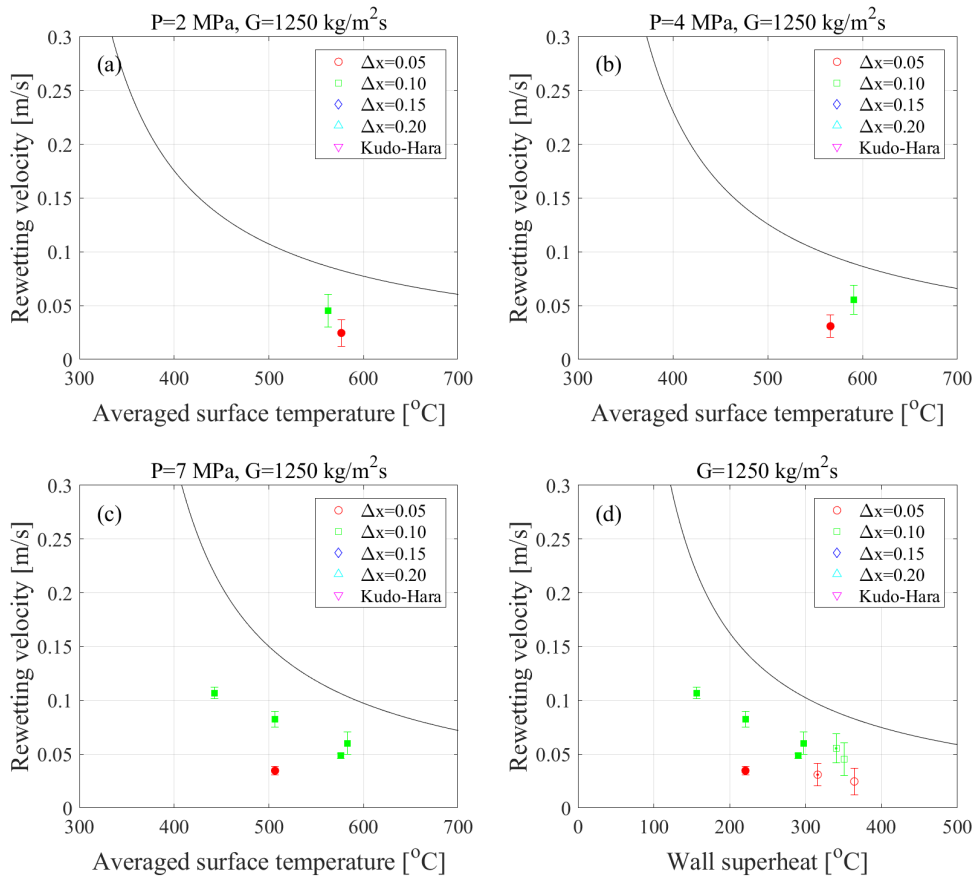 P=2 MPa, G=1250 kg/m²s
(a)
Δx=0.05
Δx=0.10
Δx=0.15
Δx=0.20
Kudo-Hara
0.3
0.25
0.2
0.15
0.1
0.05
0
Rewetting velocity [m/s]
300 400 500 600 700
Averaged surface temperature [°C]
P=4 MPa, G=1250 kg/m²s
(b)
Δx=0.05
Δx=0.10
Δx=0.15
Δx=0.20
Kudo-Hara
0.3
0.25
0.2
0.15
0.1
0.05
0
Rewetting velocity [m/s]
300 400 500 600 700
Averaged surface temperature [°C]
P=7 MPa, G=1250 kg/m²s
(c)
Δx=0.05
Δx=0.10
Δx=0.15
Δx=0.20
Kudo-Hara
0.3
0.25
0.2
0.15
0.1
0.05
0
Rewetting velocity [m/s]
300 400 500 600 700
Averaged surface temperature [°C]
G=1250 kg/m²s
(d)
Δx=0.05
Δx=0.10
Δx=0.15
Δx=0.20
Kudo-Hara
0.3
0.25
0.2
0.15
0.1
0.05
0
Rewetting velocity [m/s]
0 100 200 300 400 500
Wall superheat [°C]